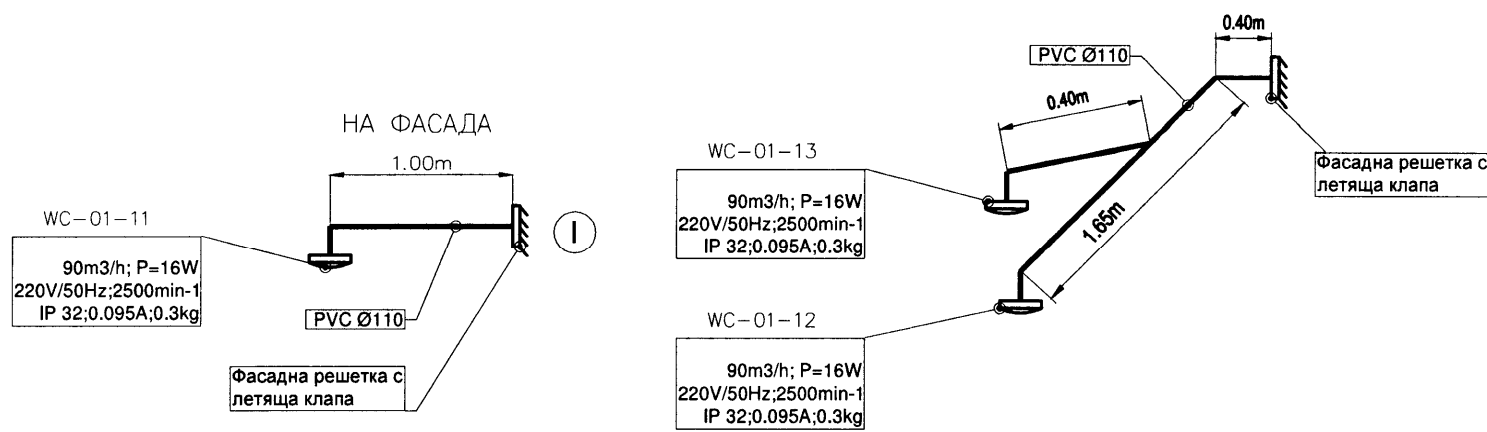 НА ФАСАДА
1.00m
WC-01-11
90m3/h; P=16W
220V/50Hz;2500min-1
IP 32;0.095A;0.3kg
PVC Ø110
Фасадна решетка с
летяща клапа
I
0.40m
PVC Ø110
0.40m
WC-01-13
90m3/h; P=16W
220V/50Hz;2500min-1
IP 32;0.095A;0.3kg
Фасадна решетка с
летяща клапа
1.65m
WC-01-12
90m3/h; P=16W
220V/50Hz;2500min-1
IP 32;0.095A;0.3kg